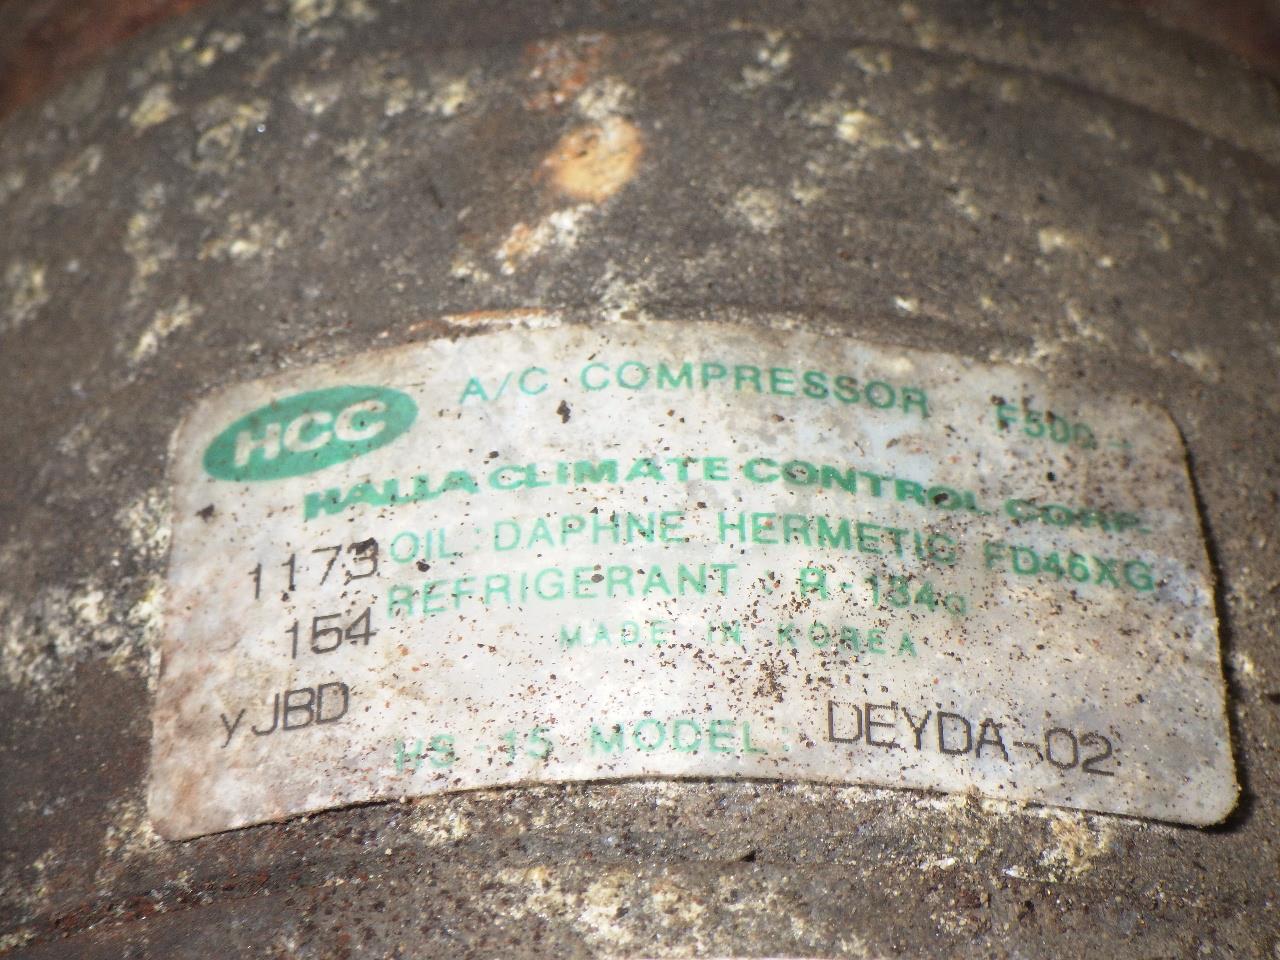 HCC A/C COMPRESSOR F500-
HALLA CLIMATE CONTROL CORP.
1173 OIL : DAPHNE HERMETIC FD46XG
154 REFRIGERANT : R-134a
MADE IN KOREA
yJBD
HS-15 MODEL: DEYDA-02